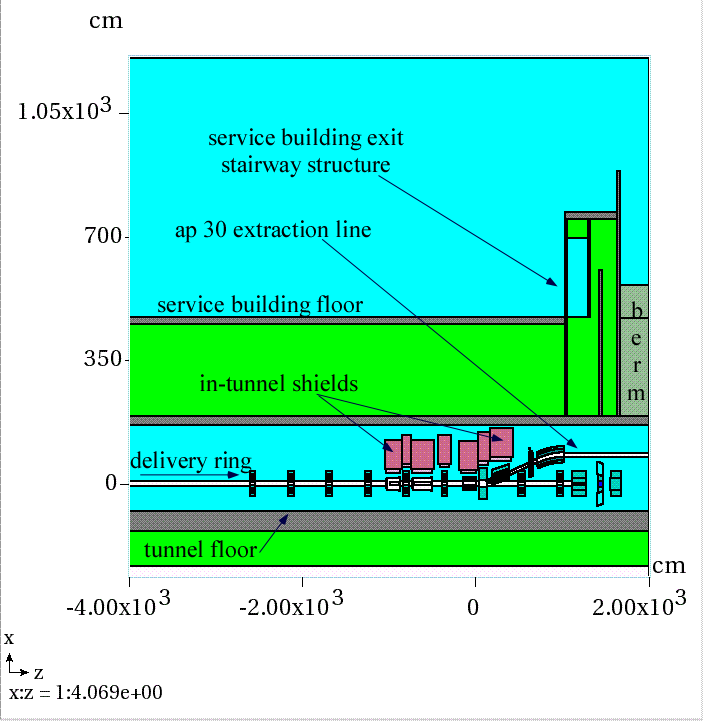 cm
1.05x10³
service building exit
stairway structure
700
ap 30 extraction line
service building floor
b
e
r
m
350
in-tunnel shields
delivery ring
0
tunnel floor
cm
-4.00x10³ -2.00x10³ 0 2.00x10³
x
z
x:z = 1:4.069e+00